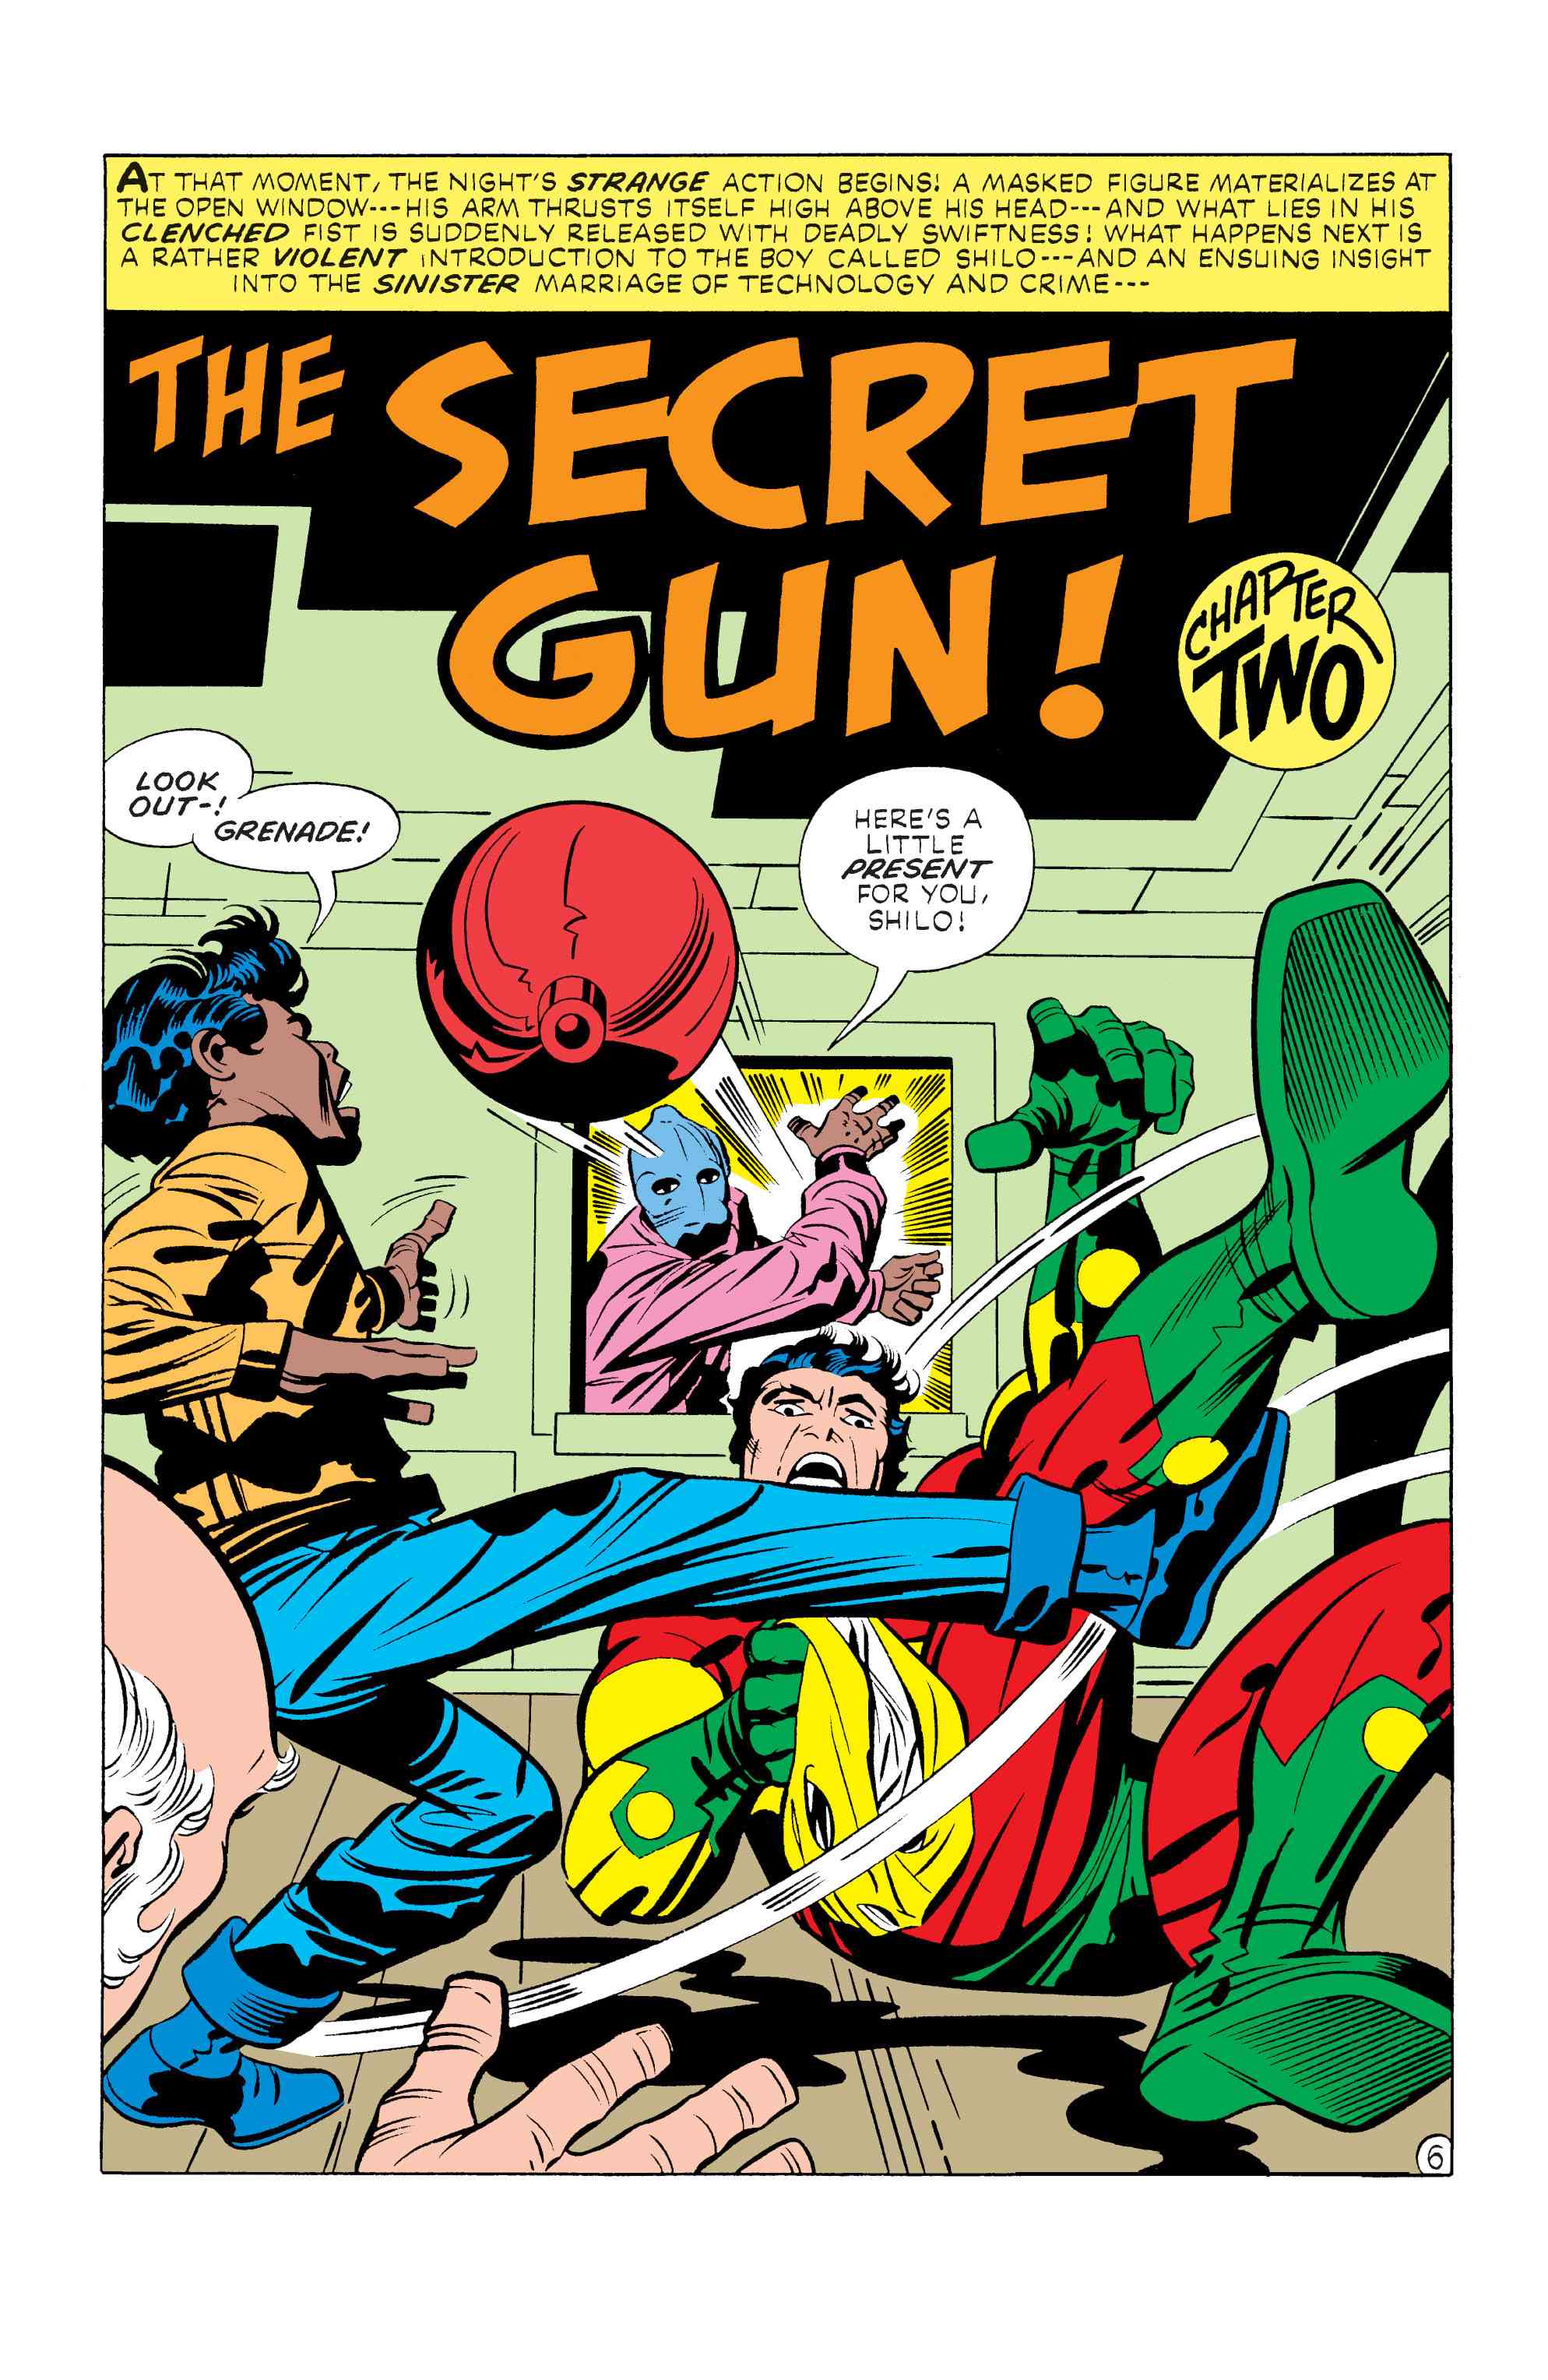 AT THAT MOMENT, THE NIGHT'S STRANGE ACTION BEGINS! A MASKED FIGURE MATERIALIZES AT
THE OPEN WINDOW---HIS ARM THRUSTS ITSELF HIGH ABOVE HIS HEAD---AND WHAT LIES IN HIS
CLENCHED FIST IS SUDDENLY RELEASED WITH DEADLY SWIFTNESS! WHAT HAPPENS NEXT IS
A RATHER VIOLENT INTRODUCTION TO THE BOY CALLED SHILO---AND AN ENSUING INSIGHT
INTO THE SINISTER MARRIAGE OF TECHNOLOGY AND CRIME---
THE SECRET
GUN!
CHAPTER
TWO
LOOK
OUT-!
GRENADE!
HERE'S A
LITTLE
PRESENT
FOR YOU,
SHILO!
6